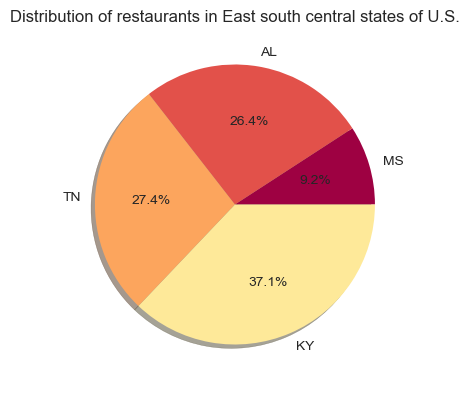 Distribution of restaurants in East south central states of U.S.
AL
26.4%
MS
9.2%
TN
27.4%
37.1%
KY